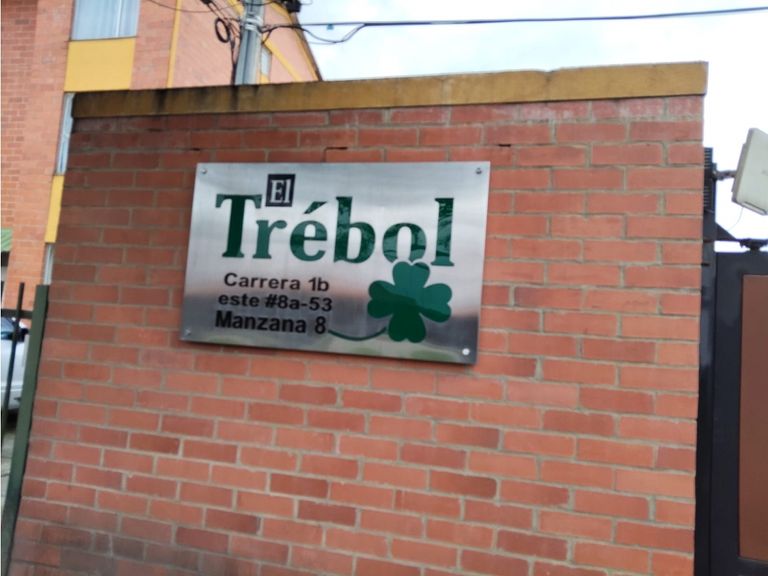 El
Trébol
Carrera 1b
este #8a-53
Manzana 8